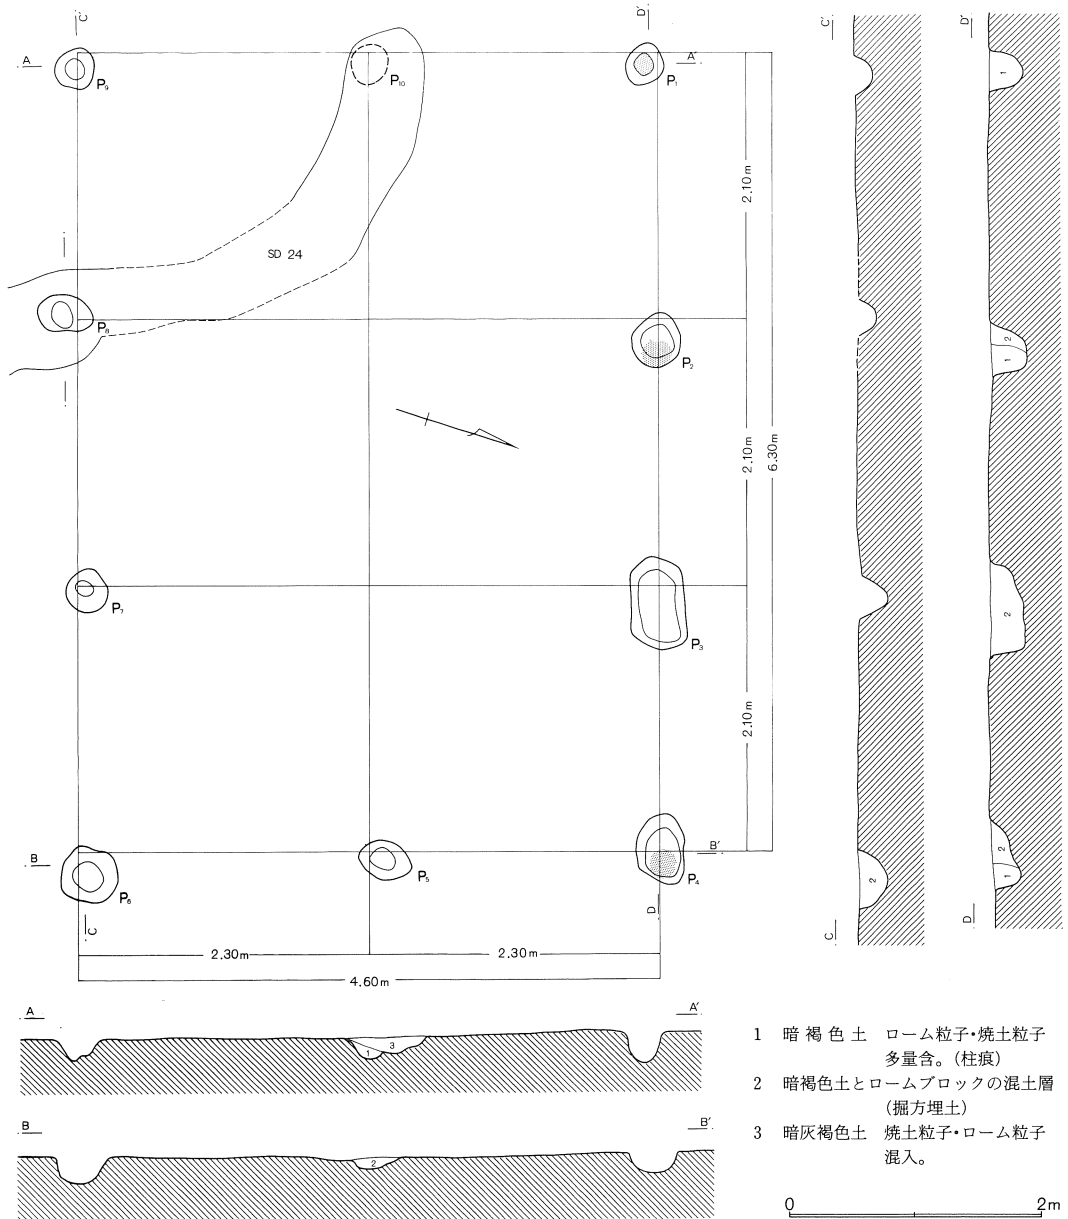 C′
D′
C′
D′
A
A′
P₉
P₁₀
P₁
1
2.10m
SD 24
P₈
P₂
2
1
2.10m
6.30m
P₇
P₃
2
2.10m
B
B′
P₆
P₅
P₄
2
2
1
C
D
C
D
2.30m
2.30m
4.60m
A
A′
1
3
B
B′
2
1 暗褐色土 ローム粒子・焼土粒子
多量含。(柱痕)
2 暗褐色土とロームブロックの混土層
(掘方埋土)
3 暗灰褐色土 焼土粒子・ローム粒子
混入。
0 2m